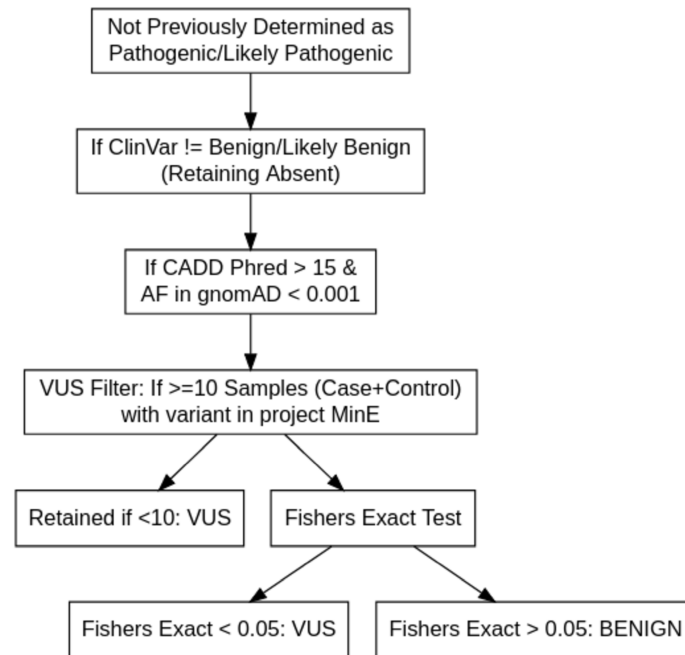 Not Previously Determined as
Pathogenic/Likely Pathogenic
If ClinVar != Benign/Likely Benign
(Retaining Absent)
If CADD Phred > 15 &
AF in gnomAD < 0.001
VUS Filter: If >=10 Samples (Case+Control)
with variant in project MinE
Retained if <10: VUS
Fishers Exact Test
Fishers Exact < 0.05: VUS
Fishers Exact > 0.05: BENIGN